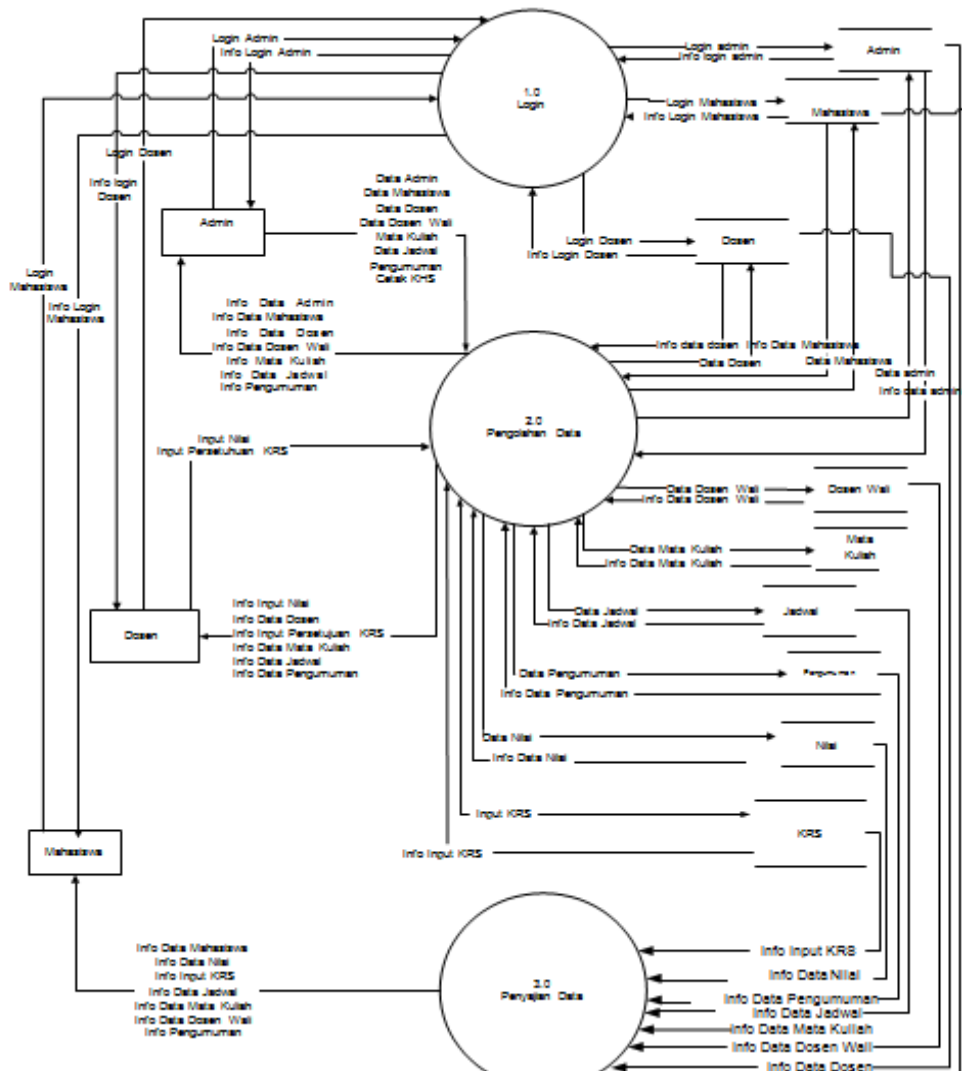 Login Admin
Info Login Admin
1.0
Login
Login admin
Info login admin
Admin
Login Mahasiswa
Info Login Mahasiswa
Mahasiswa
Login Dosen
Info login
Dosen
Admin
Data Admin
Data Mahasiswa
Data Dosen
Data Dosen Wali
Mata Kuliah
Data Jadwal
Pengumuman
Cetak KHS
Login Dosen
Info Login Dosen
Dosen
Login
Mahasiswa
Info Login
Mahasiswa
Info Data Admin
Info Data Mahasiswa
Info Data Dosen
Info Data Dosen Wali
Info Mata Kuliah
Info Data Jadwal
Info Pengumuman
Info data dosen
Data Dosen
Info Data Mahasiswa
Data Mahasiswa
Data admin
Info data admin
2.0
Pengolahan Data
Input Nilai
Input Persetuhuan KRS
Data Dosen Wali
Info Data Dosen Wali
Dosen Wali
Data Mata Kuliah
Info Data Mata Kuliah
Mata
Kuliah
Dosen
Info Input Nilai
Info Data Dosen
Info Input Persetujuan KRS
Info Data Mata Kuliah
Info Data Jadwal
Info Data Pengumuman
Data Jadwal
Info Data Jadwal
Jadwal
Data Pengumuman
Info Data Pengumuman
Pengumuman
Data Nilai
Info Data Nilai
Nilai
Input KRS
Info Input KRS
KRS
Mahasiswa
Info Data Mahasiswa
Info Data Nilai
Info Input KRS
Info Data Jadwal
Info Data Mata Kuliah
Info Data Dosen Wali
Info Pengumuman
3.0
Penyajian Data
Info Input KRS
Info Data Nilai
Info Data Pengumuman
Info Data Jadwal
Info Data Mata Kuliah
Info Data Dosen Wali
Info Data Dosen